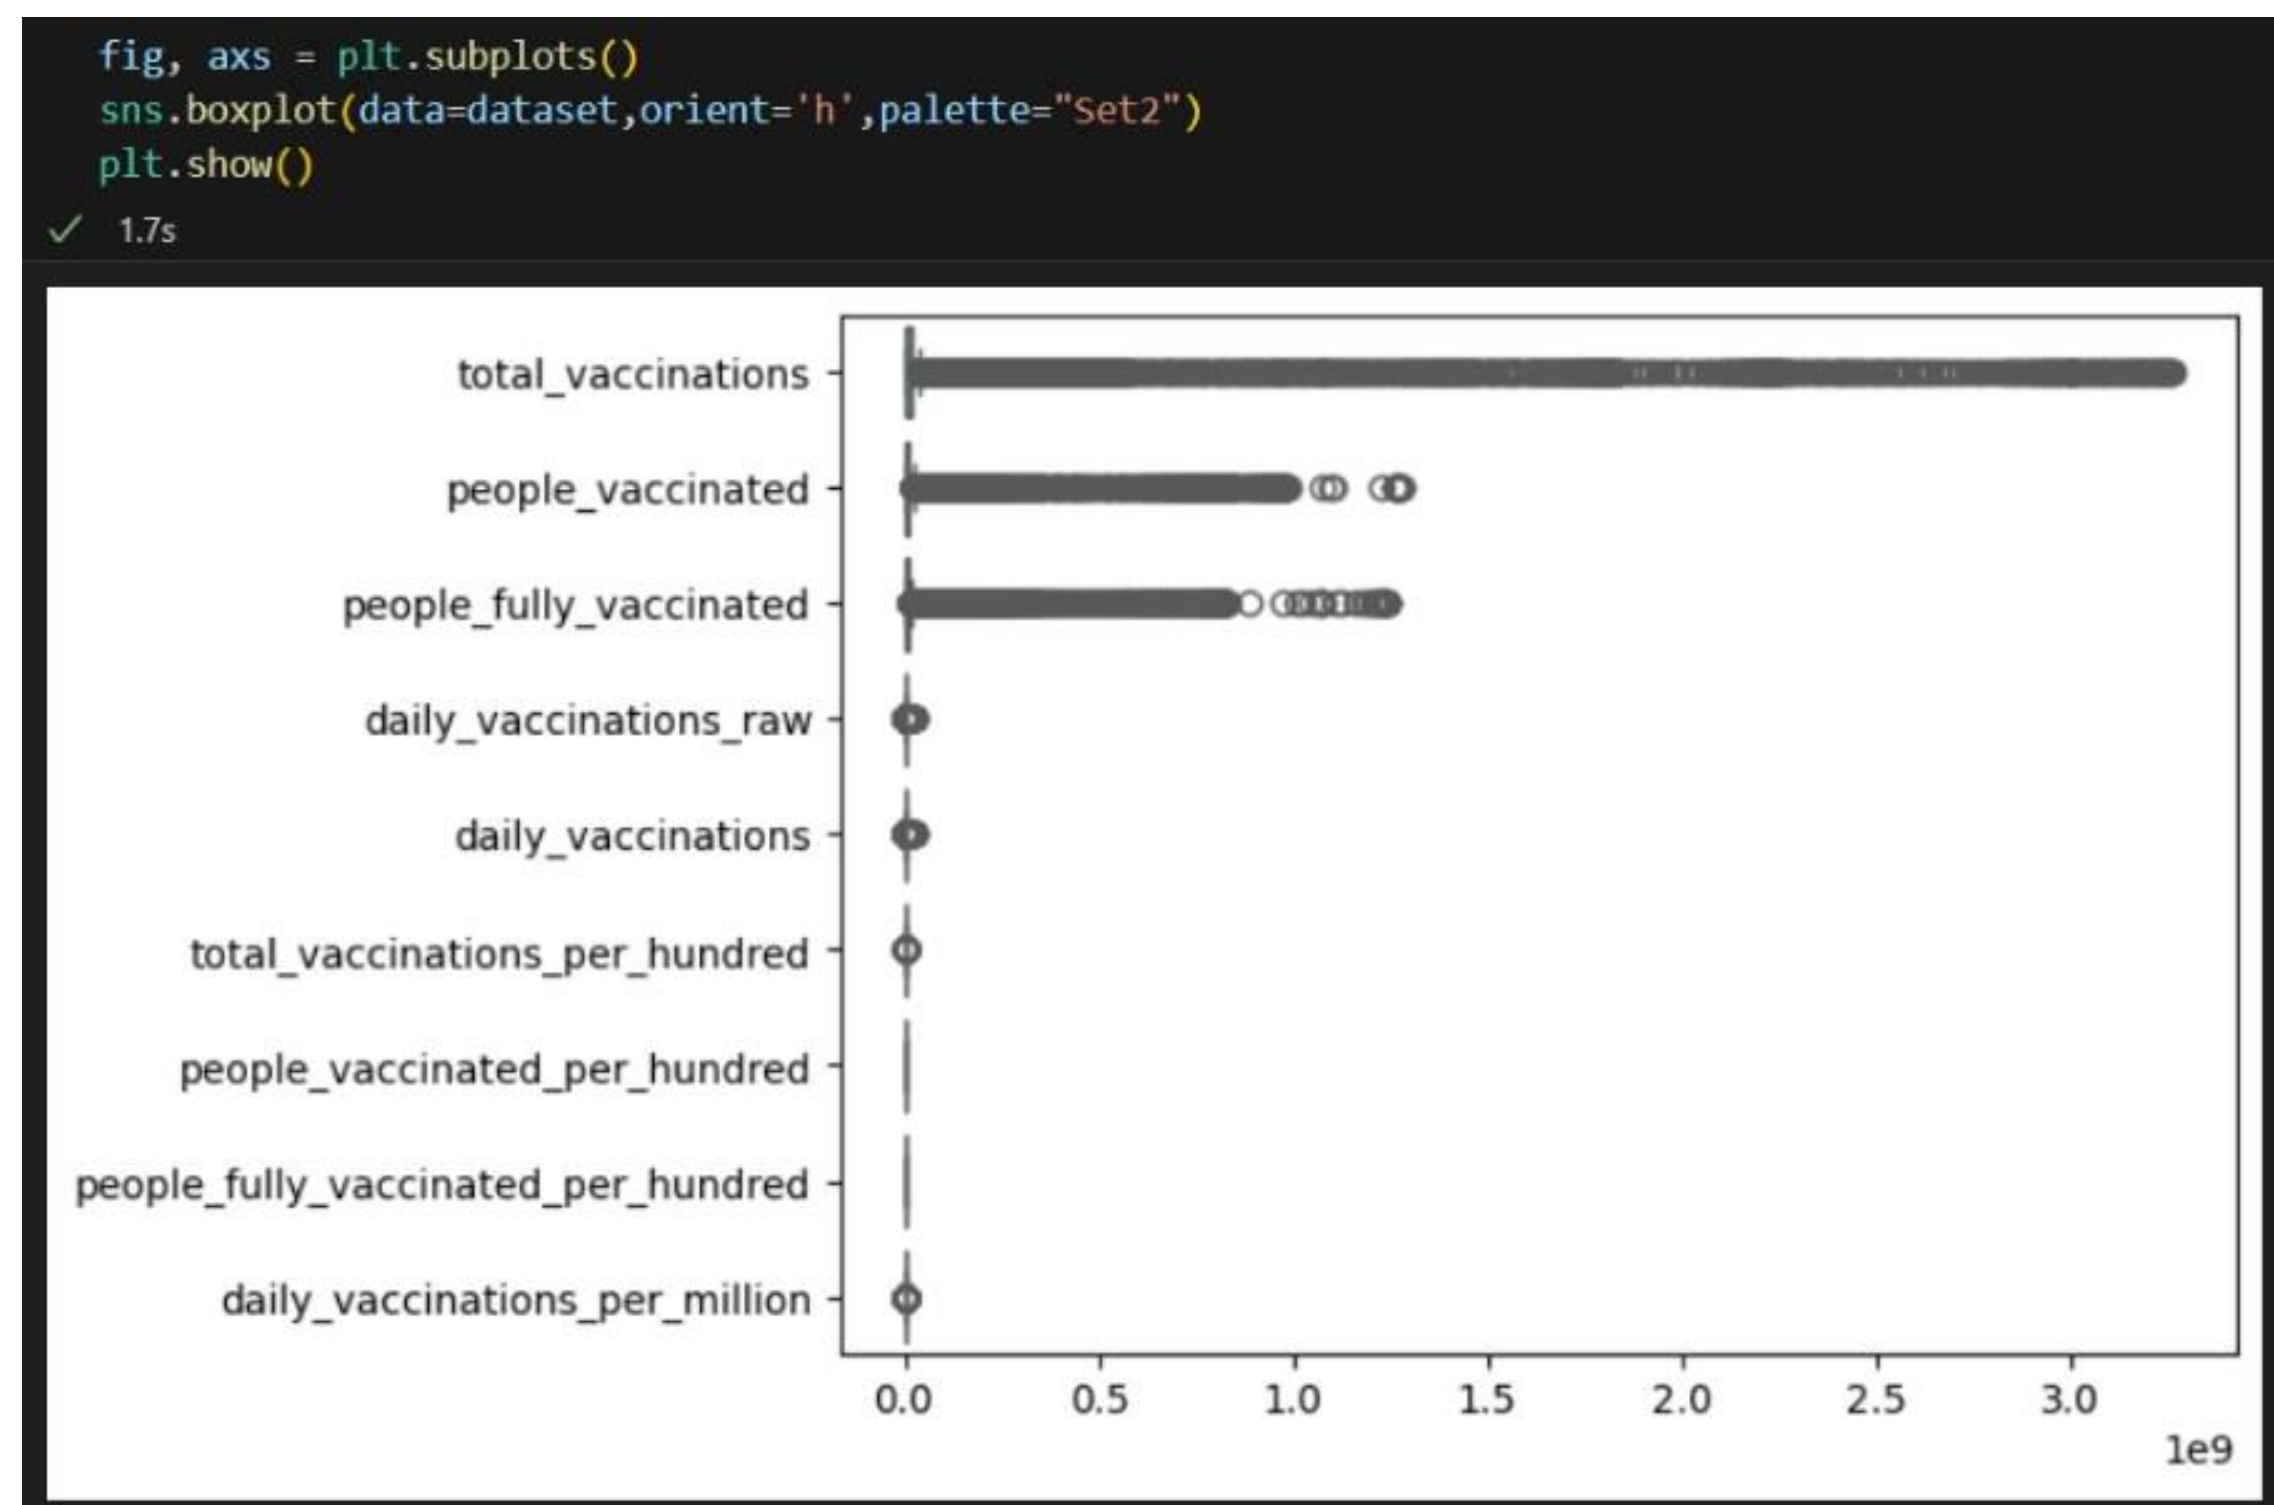 fig, axs = plt.subplots()
sns.boxplot(data=dataset,orient='h',palette="Set2")
plt.show()
1.7s
total_vaccinations
people_vaccinated
people_fully_vaccinated
daily_vaccinations_raw
daily_vaccinations
total_vaccinations_per_hundred
people_vaccinated_per_hundred
people_fully_vaccinated_per_hundred
daily_vaccinations_per_million
0.0 0.5 1.0 1.5 2.0 2.5 3.0
1e9